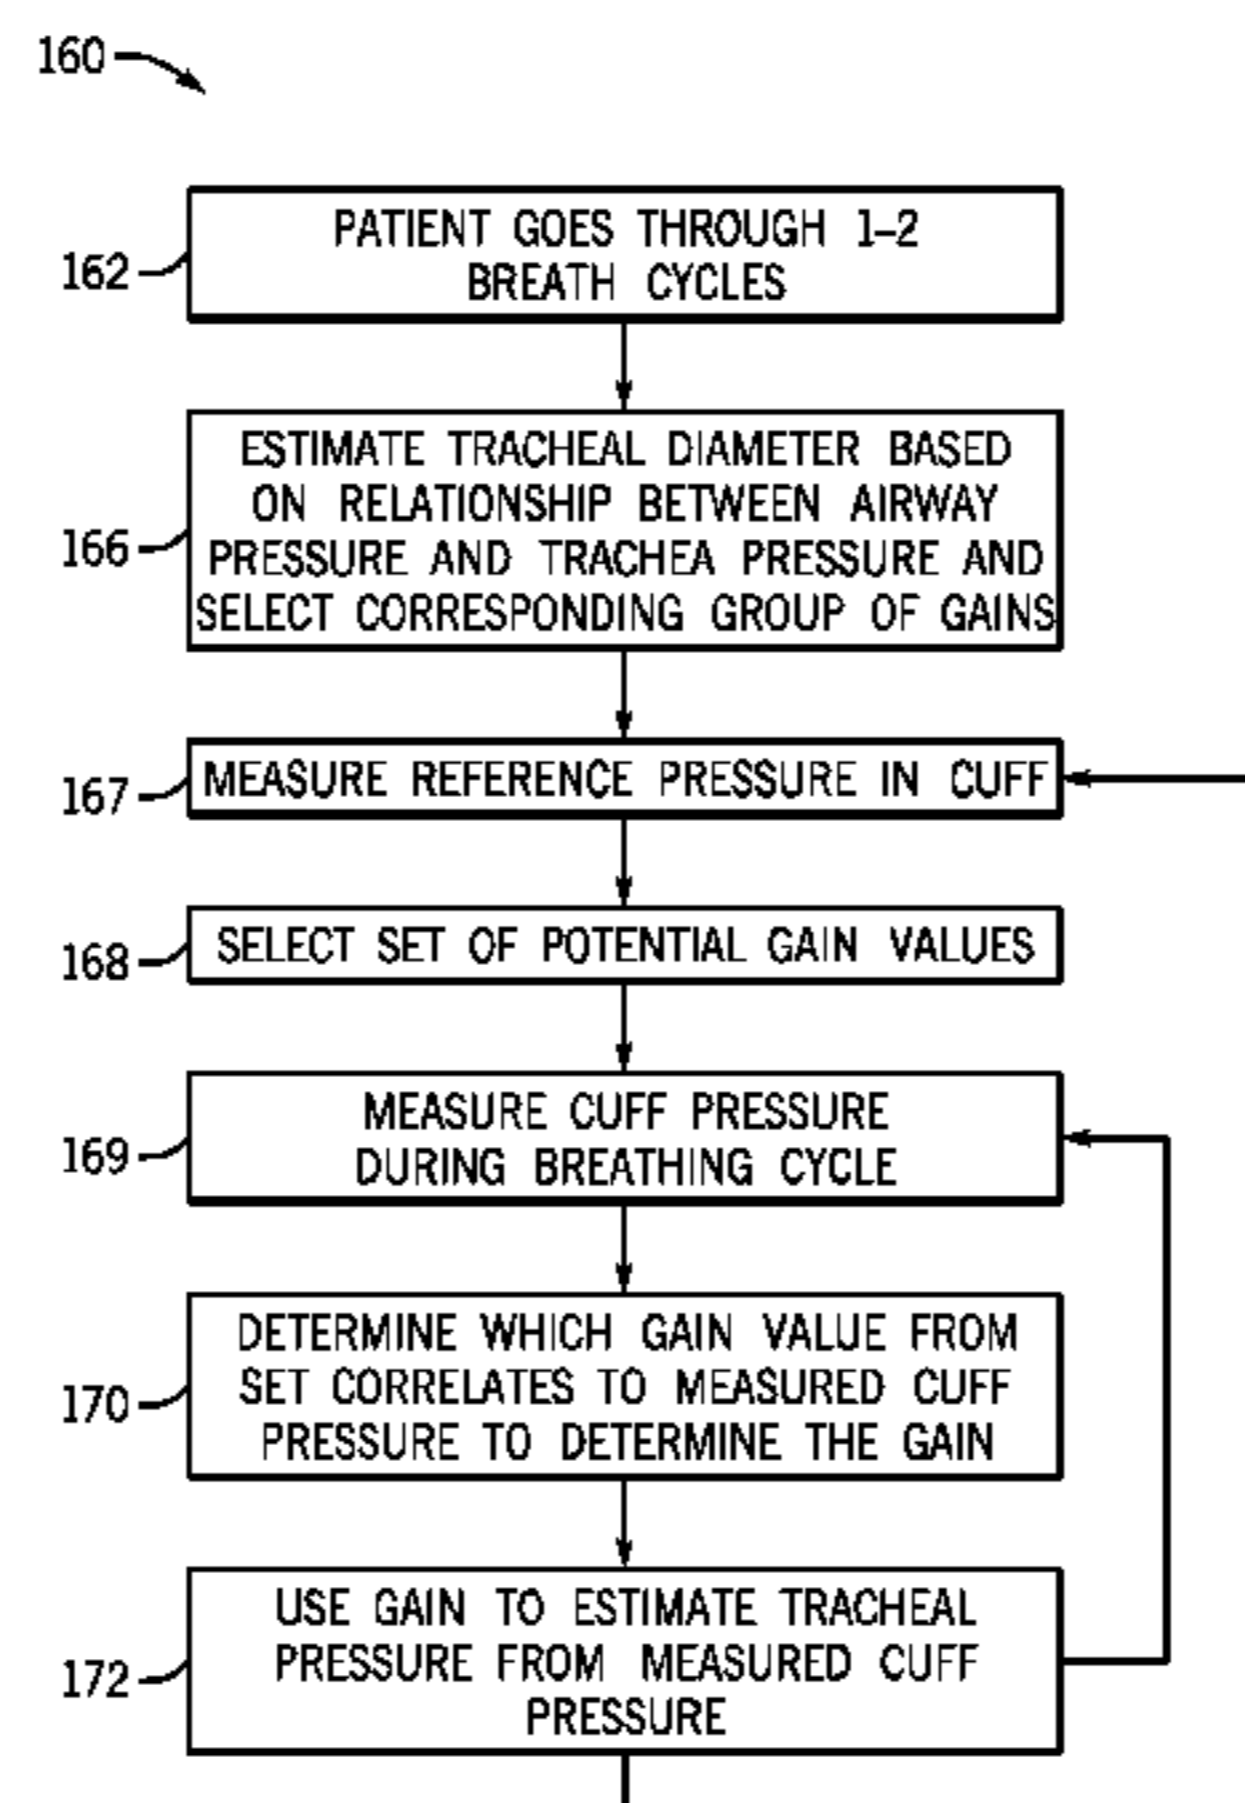 160
162
PATIENT GOES THROUGH 1–2
BREATH CYCLES
166
ESTIMATE TRACHEAL DIAMETER BASED
ON RELATIONSHIP BETWEEN AIRWAY
PRESSURE AND TRACHEA PRESSURE AND
SELECT CORRESPONDING GROUP OF GAINS
167
MEASURE REFERENCE PRESSURE IN CUFF
168
SELECT SET OF POTENTIAL GAIN VALUES
169
MEASURE CUFF PRESSURE
DURING BREATHING CYCLE
170
DETERMINE WHICH GAIN VALUE FROM
SET CORRELATES TO MEASURED CUFF
PRESSURE TO DETERMINE THE GAIN
172
USE GAIN TO ESTIMATE TRACHEAL
PRESSURE FROM MEASURED CUFF
PRESSURE